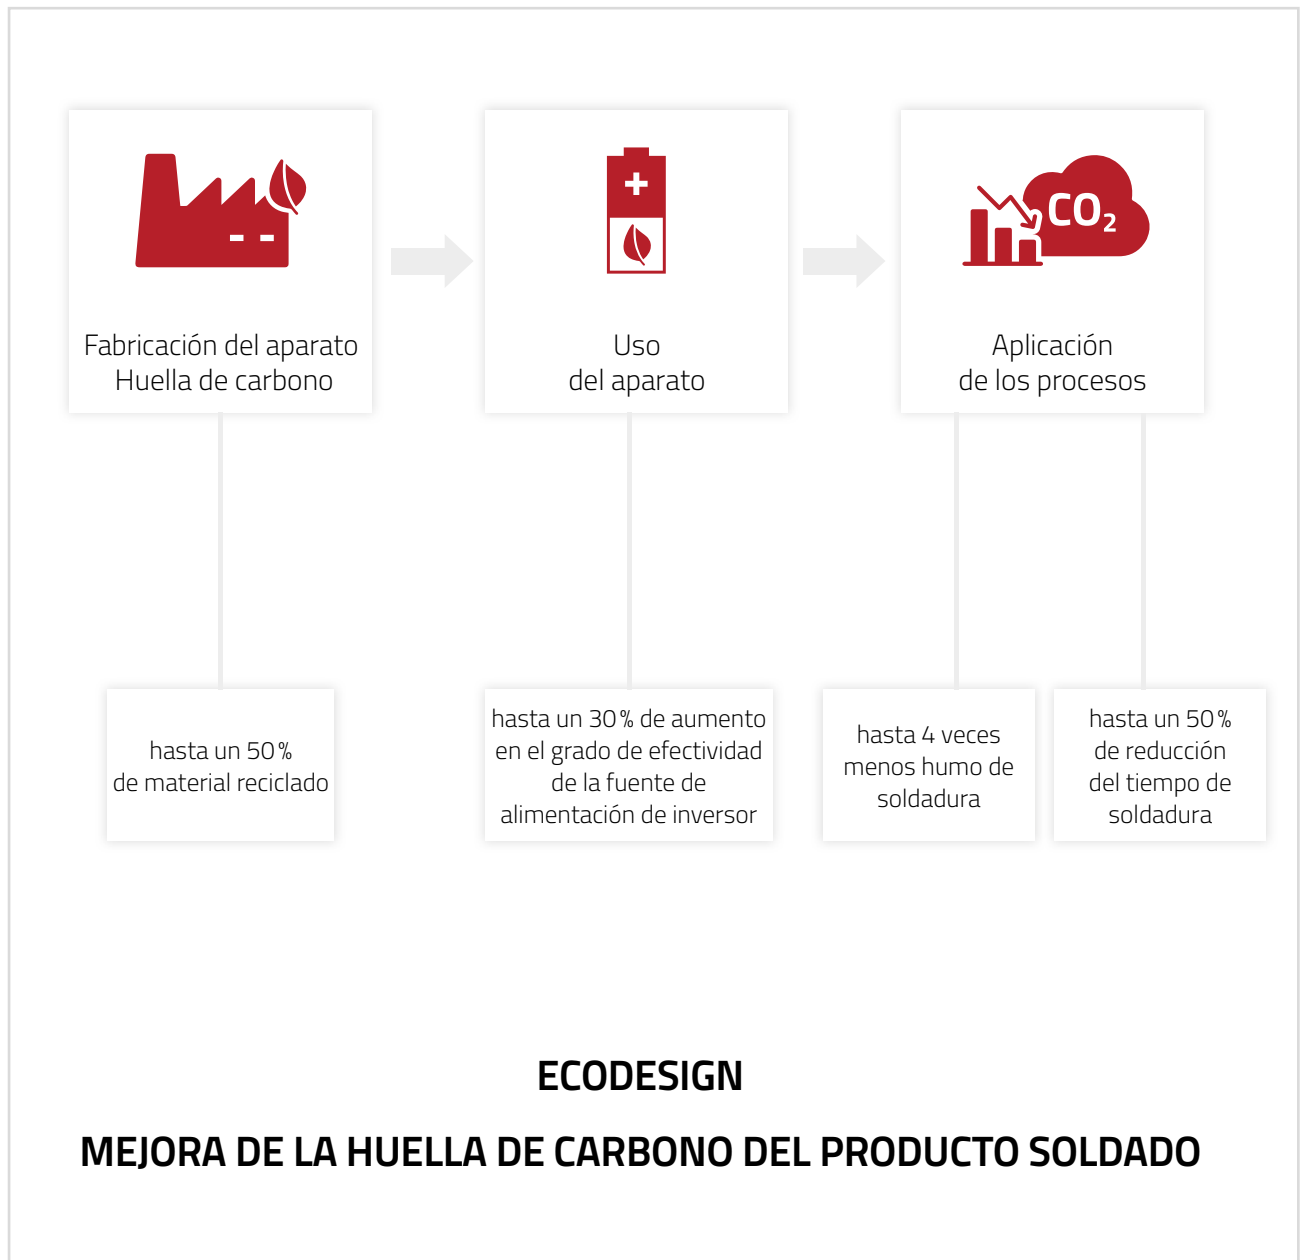 CO₂
Fabricación del aparato
Huella de carbono
Uso
del aparato
Aplicación
de los procesos
hasta un 50 %
de material reciclado
hasta un 30 % de aumento
en el grado de efectividad
de la fuente de
alimentación de inversor
hasta 4 veces
menos humo de
soldadura
hasta un 50 %
de reducción
del tiempo de
soldadura
ECODESIGN
MEJORA DE LA HUELLA DE CARBONO DEL PRODUCTO SOLDADO